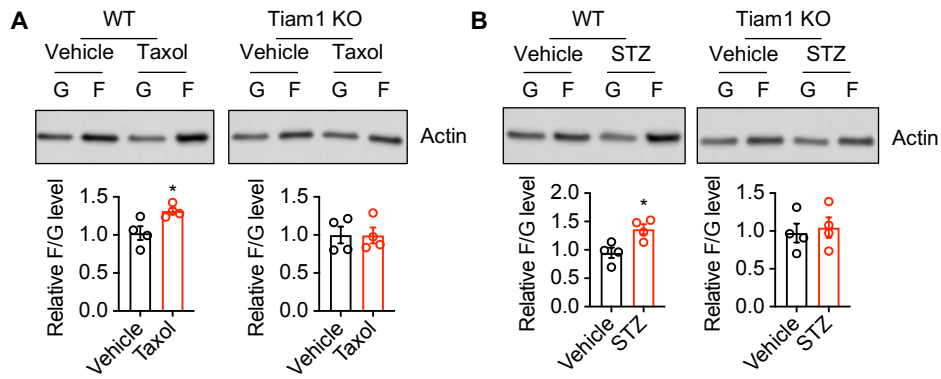 A
WT
Tiam1 KO
Vehicle Taxol
Vehicle Taxol
G F G F
G F G F
Actin
Relative F/G level
1.5
1.0
0.5
0.0
*
Vehicle
Taxol
Relative F/G level
1.5
1.0
0.5
0.0
Vehicle
Taxol
B
WT
Tiam1 KO
Vehicle STZ
Vehicle STZ
G F G F
G F G F
Actin
Relative F/G level
2.0
1.5
1.0
0.5
0.0
*
Vehicle
STZ
Relative F/G level
1.5
1.0
0.5
0.0
Vehicle
STZ